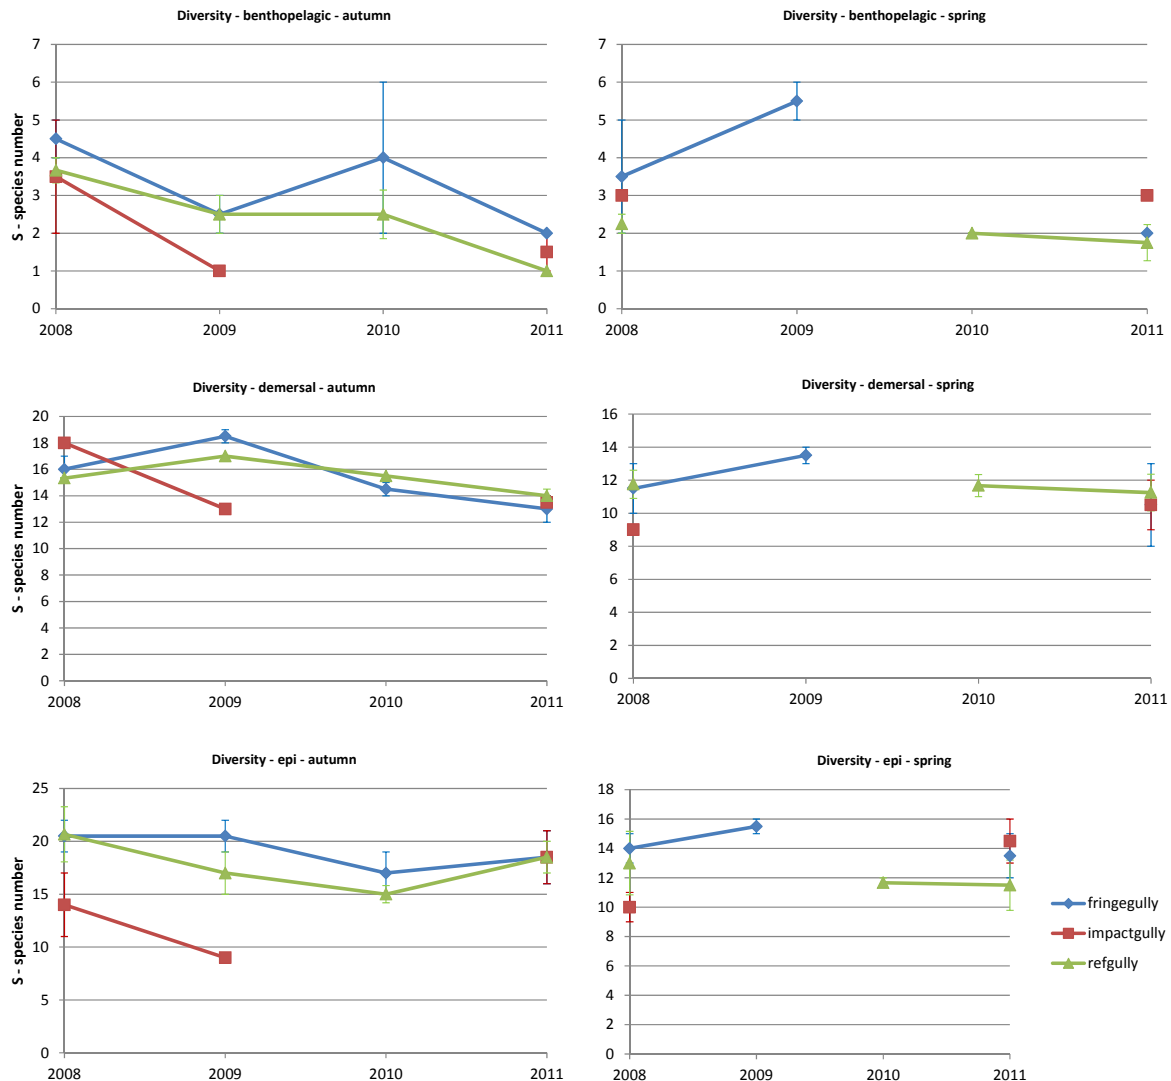 Diversity - benthopelagic - autumn
S - species number
7
6
5
4
3
2
1
0
2008 2009 2010 2011
Diversity - benthopelagic - spring
7
6
5
4
3
2
1
0
2008 2009 2010 2011
Diversity - demersal - autumn
S - species number
20
18
16
14
12
10
8
6
4
2
0
2008 2009 2010 2011
Diversity - demersal - spring
16
14
12
10
8
6
4
2
0
2008 2009 2010 2011
Diversity - epi - autumn
S - species number
25
20
15
10
5
0
2008 2009 2010 2011
Diversity - epi - spring
18
16
14
12
10
8
6
4
2
0
2008 2009 2010 2011
fringegully
impactgully
refgully